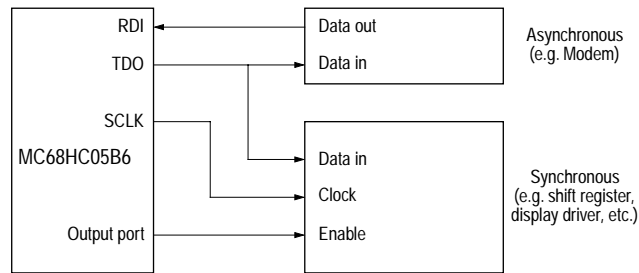 RDI
TDO
SCLK
MC68HC05B6
Output port
Data out
Data in
Asynchronous
(e.g. Modem)
Data in
Clock
Enable
Synchronous
(e.g. shift register,
display driver, etc.)